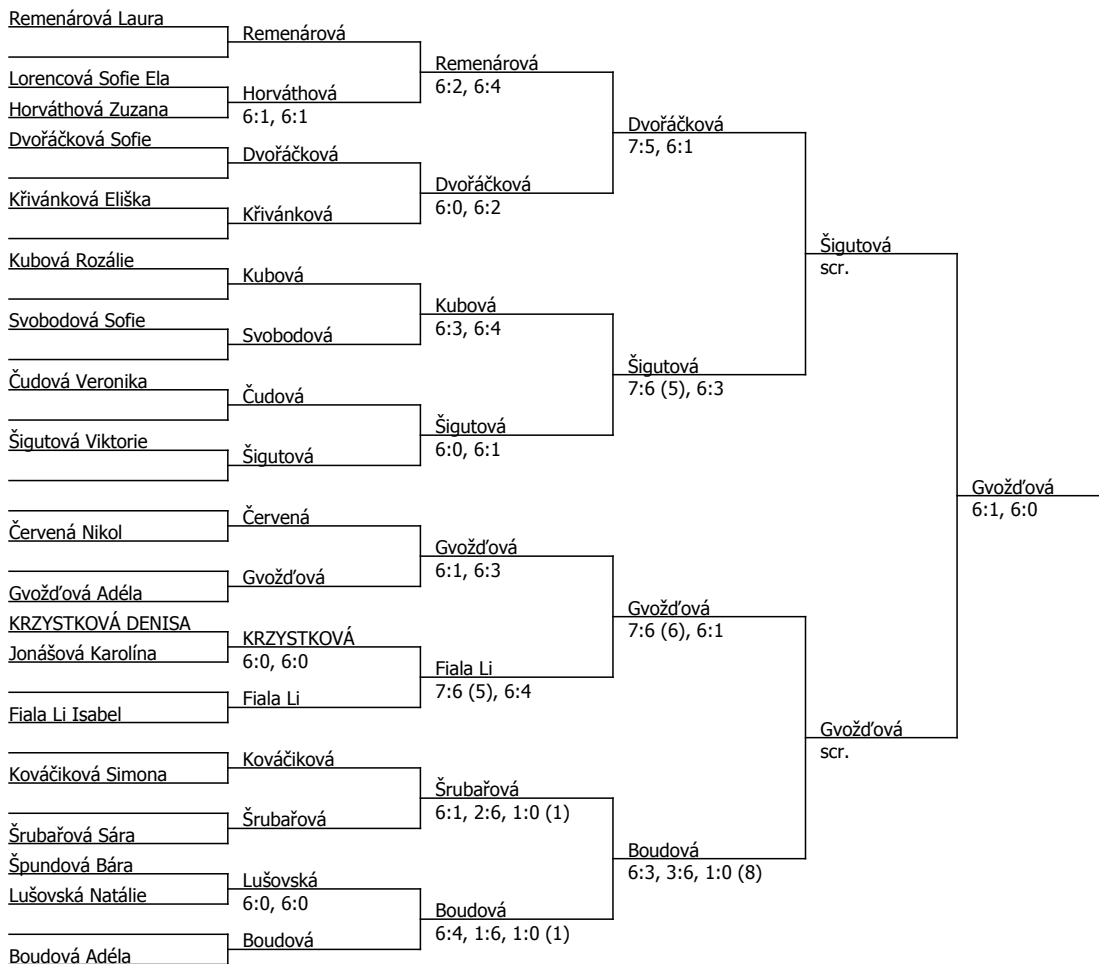 Remenárová Laura
Lorencová Sofie Ela
Horváthová Zuzana
Dvořáčková Sofie
Křivánková Eliška
Kubová Rozálie
Svobodová Sofie
Čudová Veronika
Šigutová Viktorie
Červená Nikol
Gvožďová Adéla
KRZYSTKOVÁ DENISA
Jonášová Karolína
Fiala Li Isabel
Kováčiková Simona
Šrubařová Sára
Špundová Bára
Lušovská Natálie
Boudová Adéla
Remenárová
Horváthová
6:1, 6:1
Dvořáčková
Křivánková
Kubová
Svobodová
Čudová
Šigutová
Červená
Gvožďová
KRZYSTKOVÁ
6:0, 6:0
Fiala Li
Kováčiková
Šrubařová
Lušovská
6:0, 6:0
Boudová
Remenárová
6:2, 6:4
Dvořáčková
6:0, 6:2
Kubová
6:3, 6:4
Šigutová
6:0, 6:1
Gvožďová
6:1, 6:3
Fiala Li
7:6 (5), 6:4
Šrubařová
6:1, 2:6, 1:0 (1)
Boudová
6:4, 1:6, 1:0 (1)
Dvořáčková
7:5, 6:1
Šigutová
7:6 (5), 6:3
Gvožďová
7:6 (6), 6:1
Boudová
6:3, 3:6, 1:0 (8)
Šigutová
scr.
Gvožďová
scr.
Gvožďová
6:1, 6:0